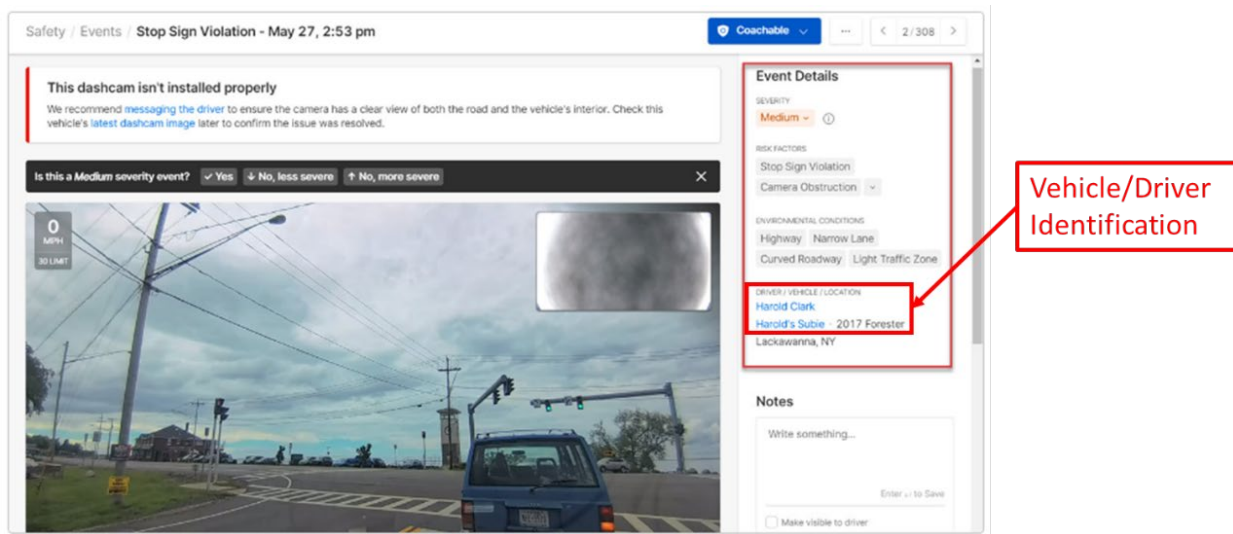 Safety / Events / Stop Sign Violation - May 27, 2:53 pm
Coachable
2/308
This dashcam isn't installed properly
We recommend messaging the driver to ensure the camera has a clear view of both the road and the vehicle's interior. Check this
vehicle's latest dashcam image later to confirm the issue was resolved.
Is this a Medium severity event? Yes No, less severe No, more severe
0
MPH
30 LIMIT
Event Details
SEVERITY
Medium
RISK FACTORS
Stop Sign Violation
Camera Obstruction
ENVIRONMENTAL CONDITIONS
Highway Narrow Lane
Curved Roadway Light Traffic Zone
DRIVER / VEHICLE / LOCATION
Harold Clark
Harold's Subie · 2017 Forester
Lackawanna, NY
Notes
Write something...
Enter to Save
Make visible to driver
Vehicle/Driver
Identification